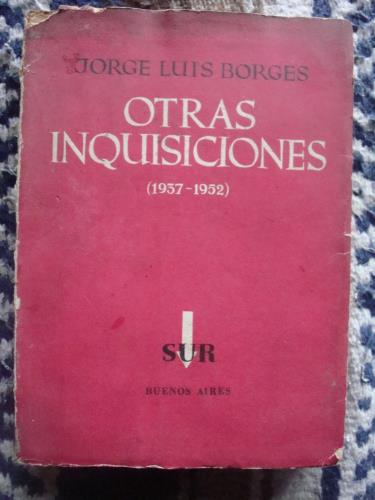 JORGE LUIS BORGES
OTRAS
INQUISICIONES
(1937-1952)
SUR
BUENOS AIRES